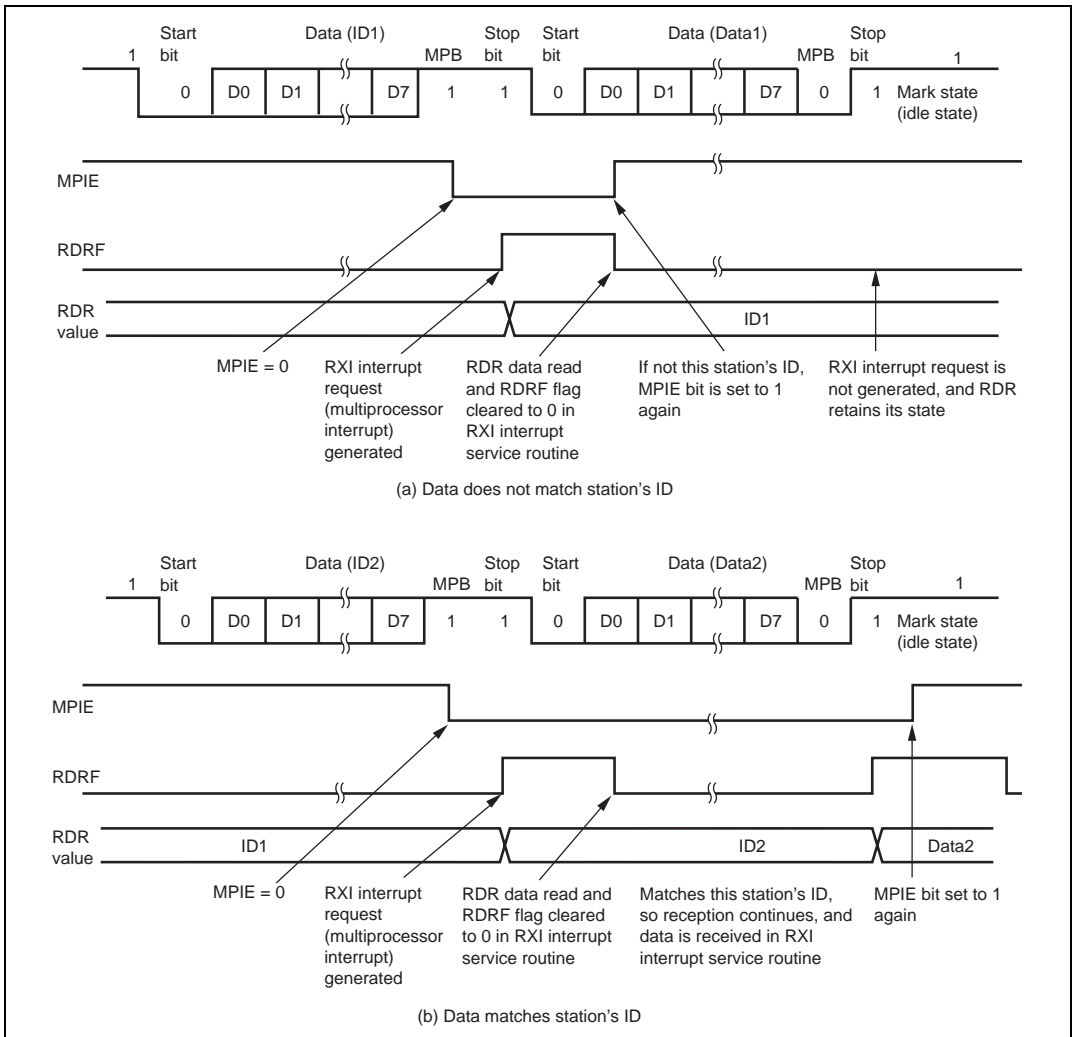 Start bit
Data (ID1)
MPB
Stop bit
Start bit
Data (Data1)
MPB
Stop bit
1
1
0 D0 D1 D7 1 1 0 D0 D1 D7 0 1 Mark state (idle state)
MPIE
RDRF
RDR value
ID1
MPIE = 0
RXI interrupt
request
(multiprocessor
interrupt)
generated
RDR data read
and RDRF flag
cleared to 0 in
RXI interrupt
service routine
If not this station's ID,
MPIE bit is set to 1
again
RXI interrupt request is
not generated, and RDR
retains its state
(a) Data does not match station's ID
Start bit
Data (ID2)
MPB
Stop bit
Start bit
Data (Data2)
MPB
Stop bit
1
1
0 D0 D1 D7 1 1 0 D0 D1 D7 0 1 Mark state (idle state)
MPIE
RDRF
RDR value
ID1
ID2
Data2
MPIE = 0
RXI interrupt
request
(multiprocessor
interrupt)
generated
RDR data read and
RDRF flag cleared
to 0 in RXI interrupt
service routine
Matches this station's ID,
so reception continues, and
data is received in RXI
interrupt service routine
MPIE bit set to 1
again
(b) Data matches station's ID